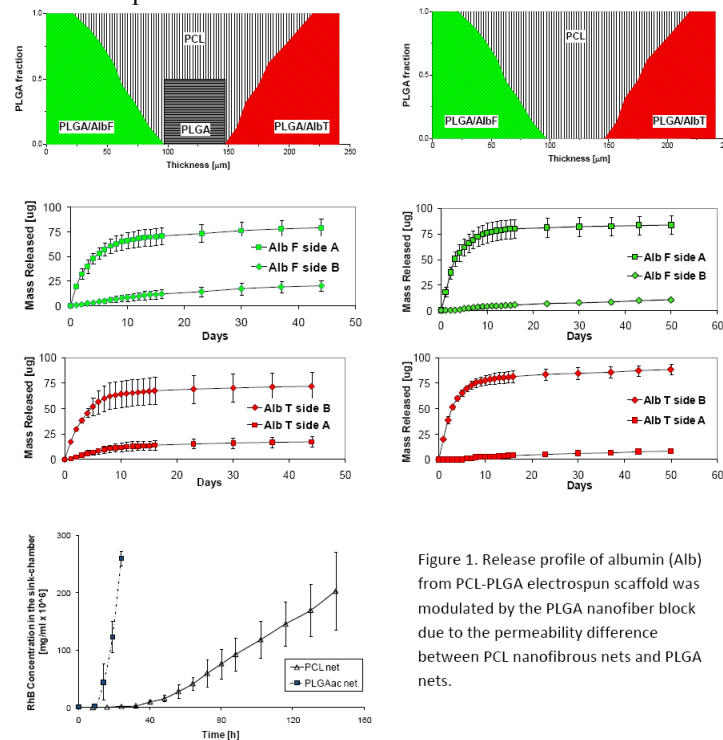 1.0
0.5
0.0
PLGA fraction
PCL
PLGA/AlbF
PLGA
PLGA/AlbT
0 50 100 150 200 250
Thickness [µm]
1.0
0.5
0.0
PLGA fraction
PCL
PLGA/AlbF
PLGA/AlbT
0 50 100 150 200 250
Thickness [µm]
100
75
50
25
0
Mass Released [ug]
Alb F side A
Alb F side B
0 10 20 30 40 50
Days
100
75
50
25
0
Mass Released [ug]
Alb F side A
Alb F side B
0 10 20 30 40 50 60
Days
100
75
50
25
0
Mass Released [ug]
Alb T side B
Alb T side A
0 10 20 30 40 50
Days
100
75
50
25
0
Mass Released [ug]
Alb T side B
Alb T side A
0 10 20 30 40 50 60
Days
300
200
100
0
RhB Concentration in the sink-chamber
[mg/ml x 10^6]
PCL net
PLGAac net
0 40 80 120 160
Time [h]
Figure 1. Release profile of albumin (Alb)
from PCL-PLGA electrospun scaffold was
modulated by the PLGA nanofiber block
due to the permeability difference
between PCL nanofibrous nets and PLGA
nets.